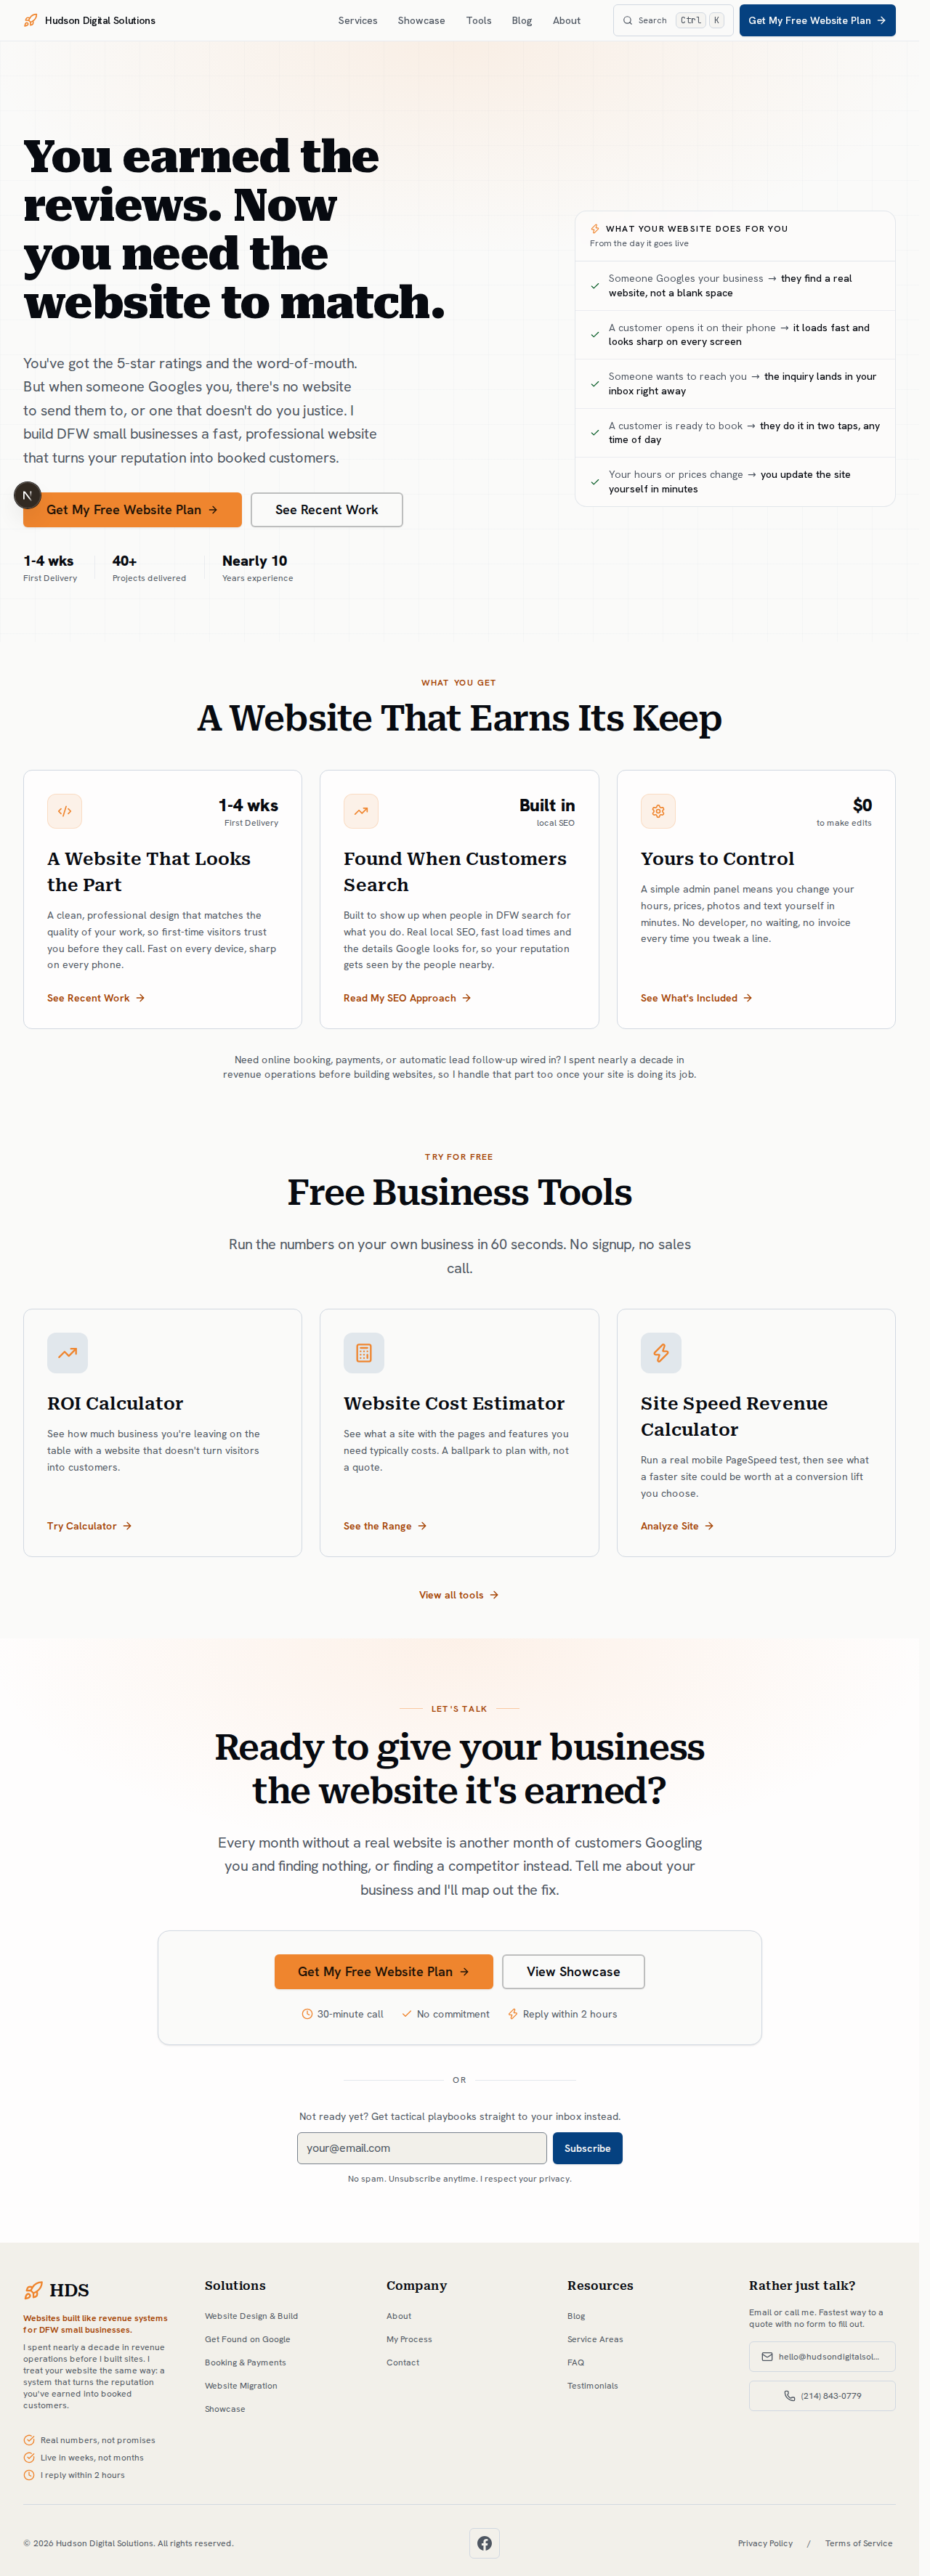 Hudson Digital Solutions
Services
Showcase
Tools
Blog
About
Search
Ctrl
K
Get My Free Website Plan →
You earned the
reviews. Now
you need the
website to match.
You've got the 5-star ratings and the word-of-mouth.
But when someone Googles you, there's no website
to send them to, or one that doesn't do you justice. I
build DFW small businesses a fast, professional website
that turns your reputation into booked customers.
N
Get My Free Website Plan →
See Recent Work
1-4 wks
First Delivery
40+
Projects delivered
Nearly 10
Years experience
WHAT YOUR WEBSITE DOES FOR YOU
From the day it goes live
Someone Googles your business → they find a real
website, not a blank space
A customer opens it on their phone → it loads fast and
looks sharp on every screen
Someone wants to reach you → the inquiry lands in your
inbox right away
A customer is ready to book → they do it in two taps, any
time of day
Your hours or prices change → you update the site
yourself in minutes
WHAT YOU GET
A Website That Earns Its Keep
1-4 wks
First Delivery
A Website That Looks
the Part
A clean, professional design that matches the
quality of your work, so first-time visitors trust
you before they call. Fast on every device, sharp
on every phone.
See Recent Work →
Built in
local SEO
Found When Customers
Search
Built to show up when people in DFW search for
what you do. Real local SEO, fast load times and
the details Google looks for, so your reputation
gets seen by the people nearby.
Read My SEO Approach →
$0
to make edits
Yours to Control
A simple admin panel means you change your
hours, prices, photos and text yourself in
minutes. No developer, no waiting, no invoice
every time you tweak a line.
See What's Included →
Need online booking, payments, or automatic lead follow-up wired in? I spent nearly a decade in
revenue operations before building websites, so I handle that part too once your site is doing its job.
TRY FOR FREE
Free Business Tools
Run the numbers on your own business in 60 seconds. No signup, no sales
call.
ROI Calculator
See how much business you're leaving on the
table with a website that doesn't turn visitors
into customers.
Try Calculator →
Website Cost Estimator
See what a site with the pages and features you
need typically costs. A ballpark to plan with, not
a quote.
See the Range →
Site Speed Revenue
Calculator
Run a real mobile PageSpeed test, then see what
a faster site could be worth at a conversion lift
you choose.
Analyze Site →
View all tools →
LET'S TALK
Ready to give your business
the website it's earned?
Every month without a real website is another month of customers Googling
you and finding nothing, or finding a competitor instead. Tell me about your
business and I'll map out the fix.
Get My Free Website Plan →
View Showcase
30-minute call
No commitment
Reply within 2 hours
OR
Not ready yet? Get tactical playbooks straight to your inbox instead.
your@email.com
Subscribe
No spam. Unsubscribe anytime. I respect your privacy.
HDS
Websites built like revenue systems
for DFW small businesses.
I spent nearly a decade in revenue
operations before I built sites. I
treat your website the same way: a
system that turns the reputation
you've earned into booked
customers.
Real numbers, not promises
Live in weeks, not months
I reply within 2 hours
Solutions
Website Design & Build
Get Found on Google
Booking & Payments
Website Migration
Showcase
Company
About
My Process
Contact
Resources
Blog
Service Areas
FAQ
Testimonials
Rather just talk?
Email or call me. Fastest way to a
quote with no form to fill out.
hello@hudsondigitalsol...
(214) 843-0779
© 2026 Hudson Digital Solutions. All rights reserved.
Privacy Policy
/
Terms of Service